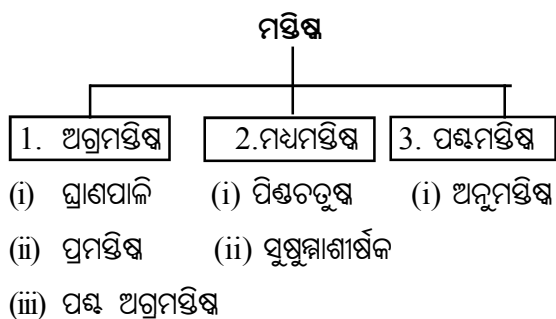 ମସ୍ତିଷ୍କ
1. ଅଗ୍ରମସ୍ତିଷ୍କ 2.ମଧ୍ୟମସ୍ତିଷ୍କ 3. ପଶ୍ଚମସ୍ତିଷ୍କ
(i) ଘ୍ରାଣପାଳି (i) ପିଣ୍ଡଚତୁଷ୍କ (i) ଅନୁମସ୍ତିଷ୍କ
(ii) ପ୍ରମସ୍ତିଷ୍କ (ii) ସୁଷୁମ୍ନାଶୀର୍ଷକ
(iii) ପଶ୍ଚ ଅଗ୍ରମସ୍ତିଷ୍କ